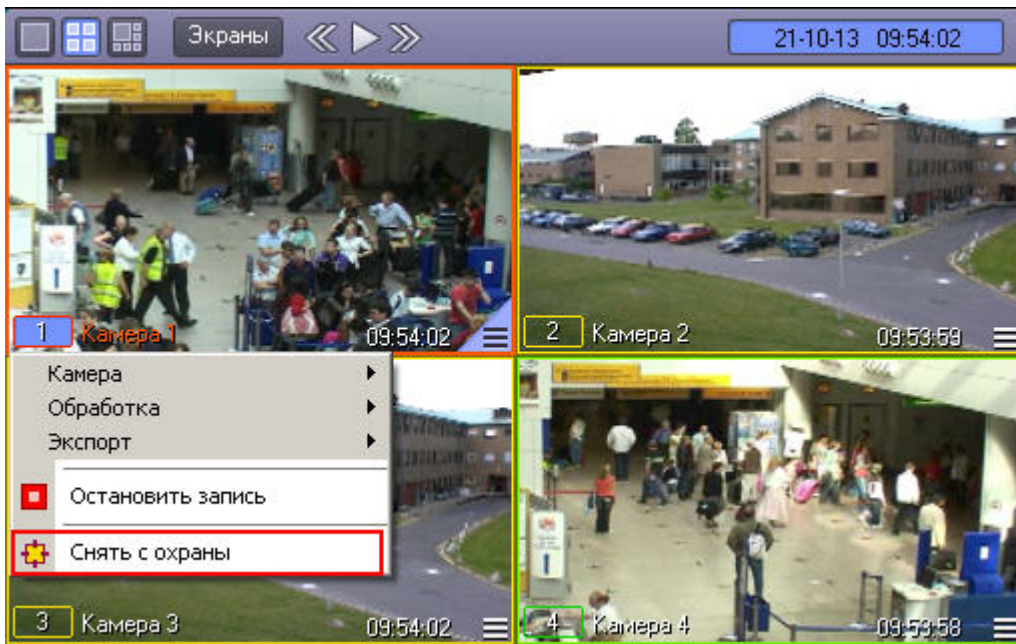 Экраны
21-10-13 09:54:02
1 Камера 1 09:54:02
2 Камера 2 09:53:59
Камера
Обработка
Экспорт
Остановить запись
Снять с охраны
3 Камера 3 09:54:02
4 Камера 4 09:53:58